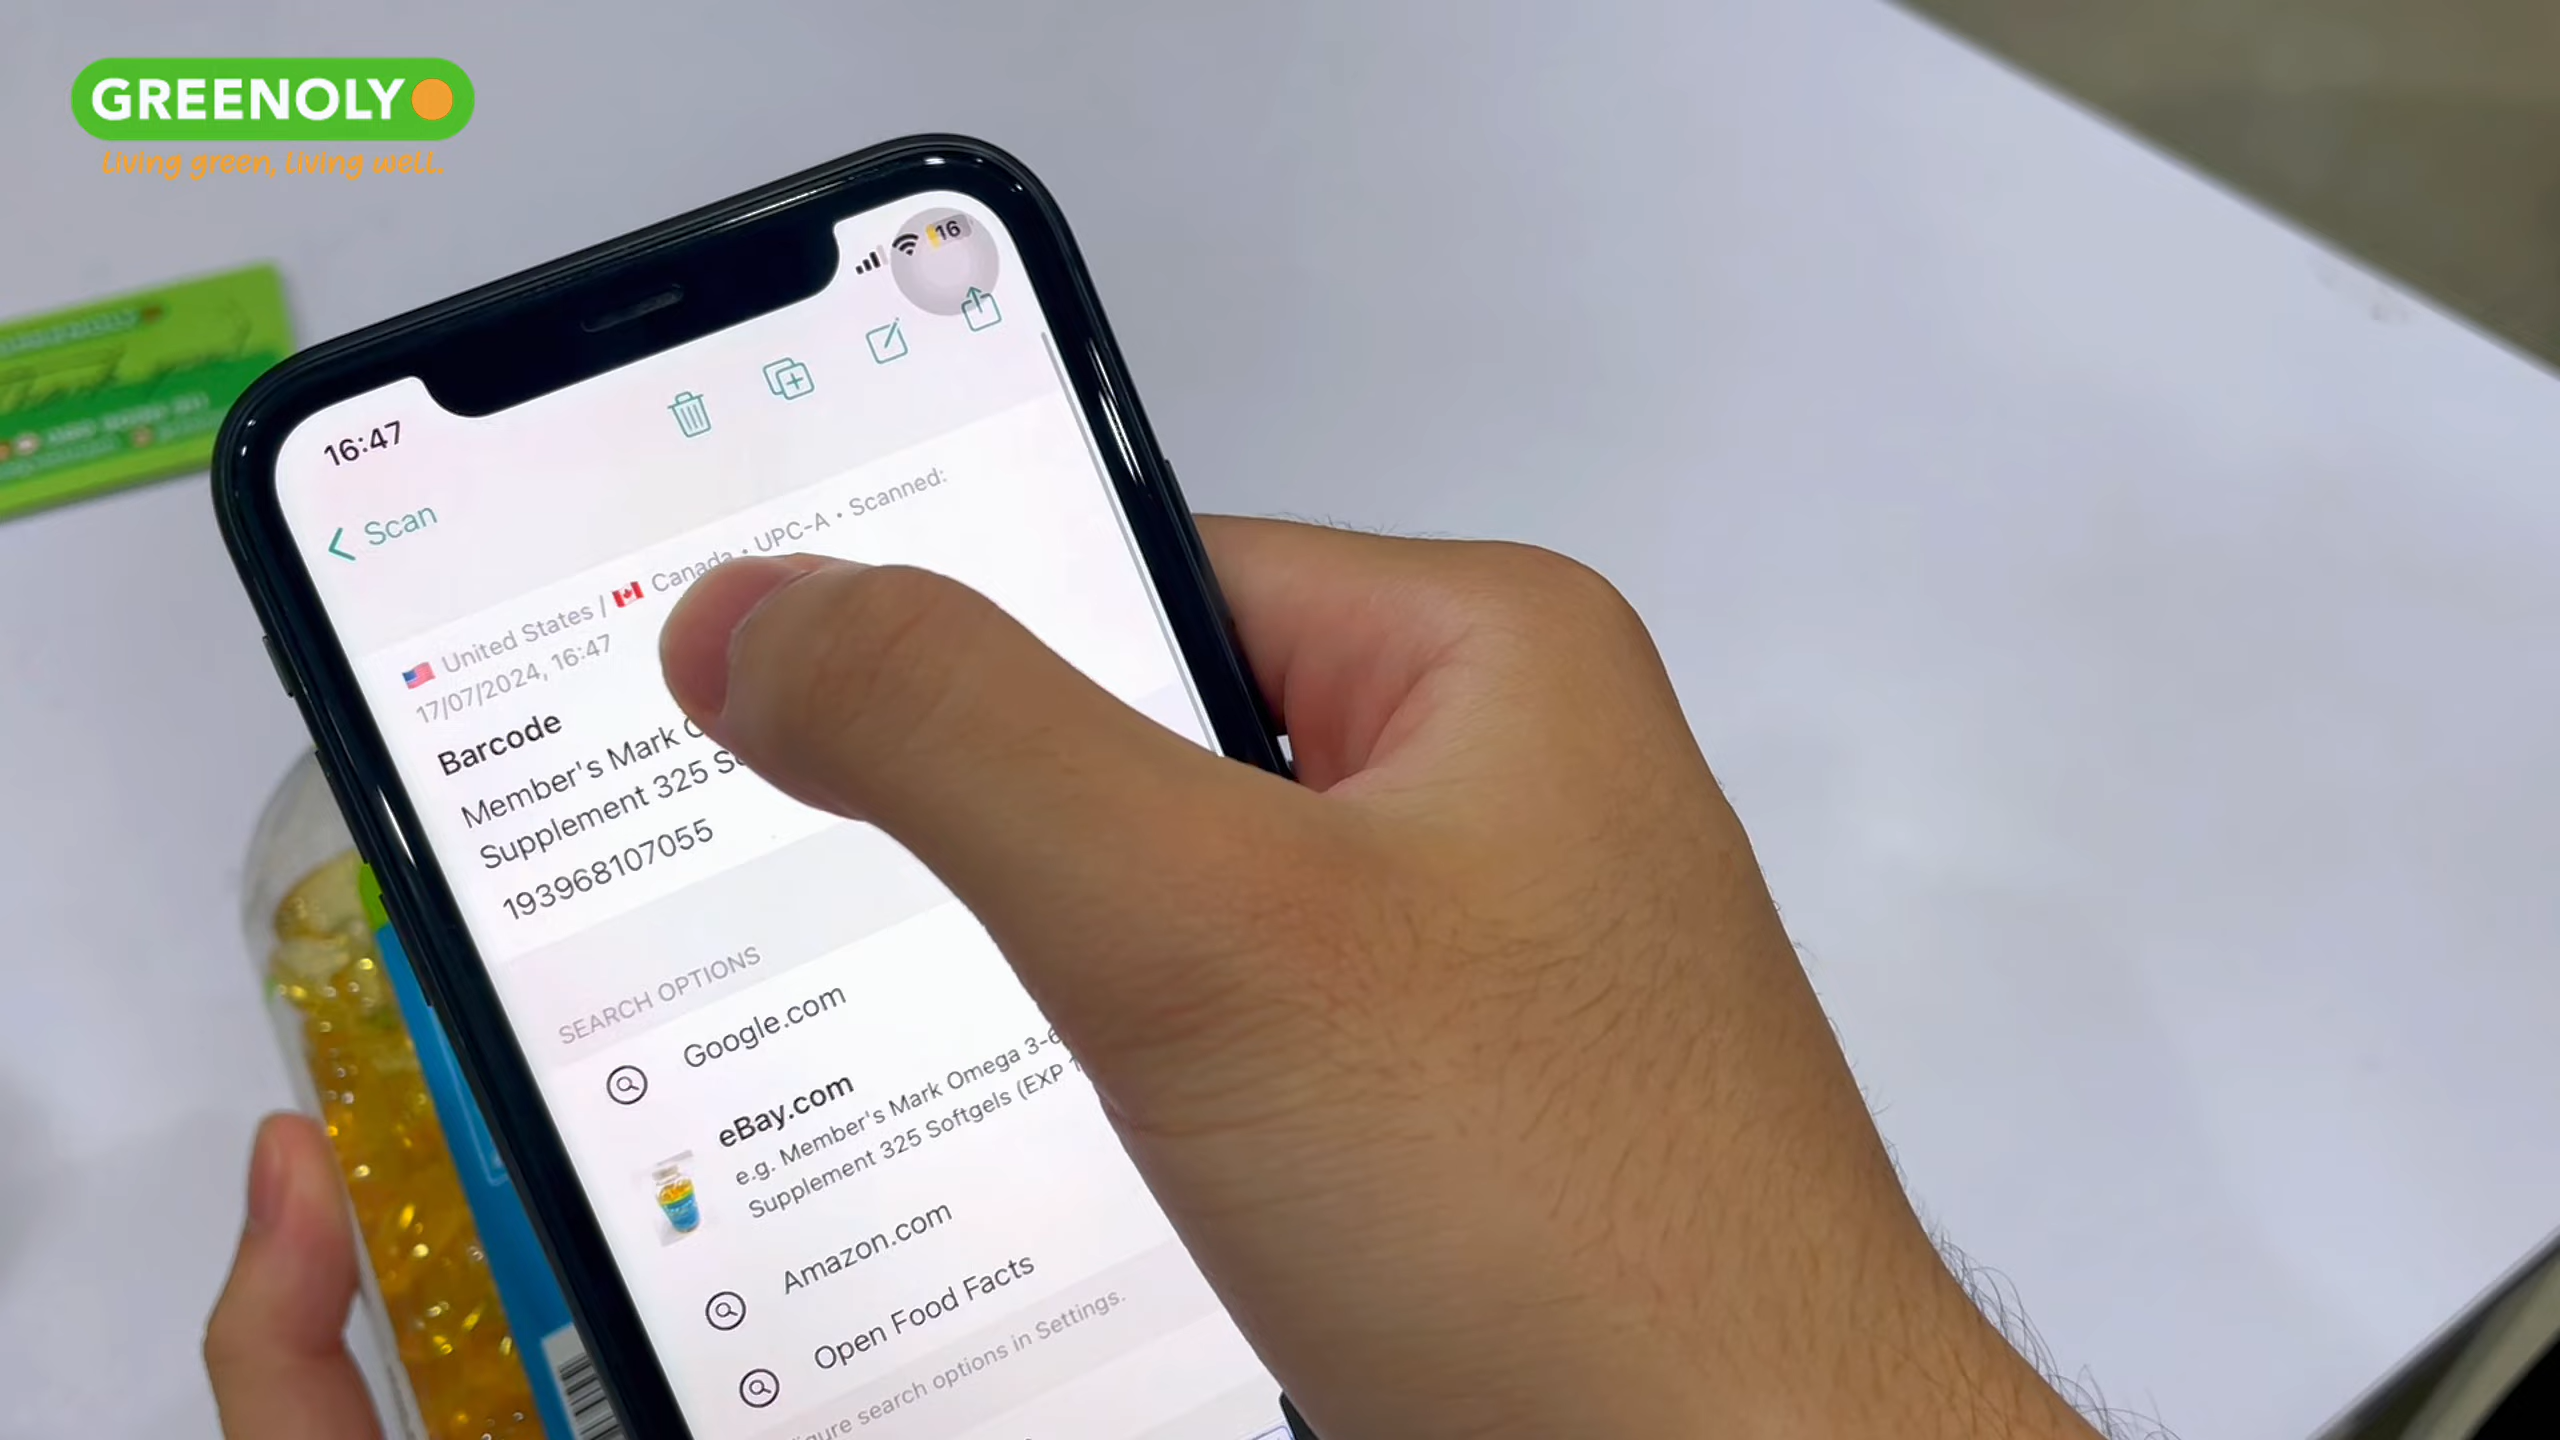 GREENOLY
Living green, living well.
16
16:47
Scan
United States / Canada • UPC-A • Scanned:
17/07/2024, 16:47
Barcode
Member's Mark
Supplement 325
193968107055
SEARCH OPTIONS
Google.com
eBay.com
e.g. Member's Mark Omega 3-6
Supplement 325 Softgels (EXP
Amazon.com
Open Food Facts
search options in Settings.
Thank you!